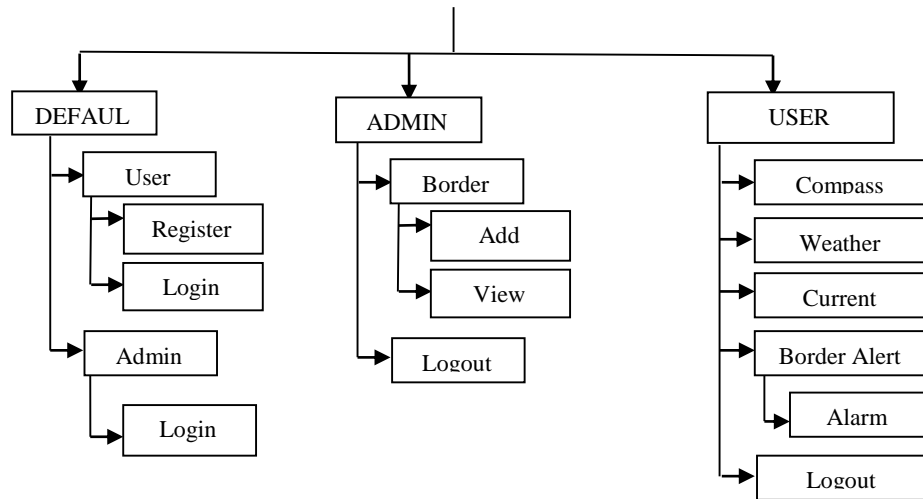 DEFAUL
User
Register
Login
Admin
Login
ADMIN
Border
Add
View
Logout
USER
Compass
Weather
Current
Border Alert
Alarm
Logout